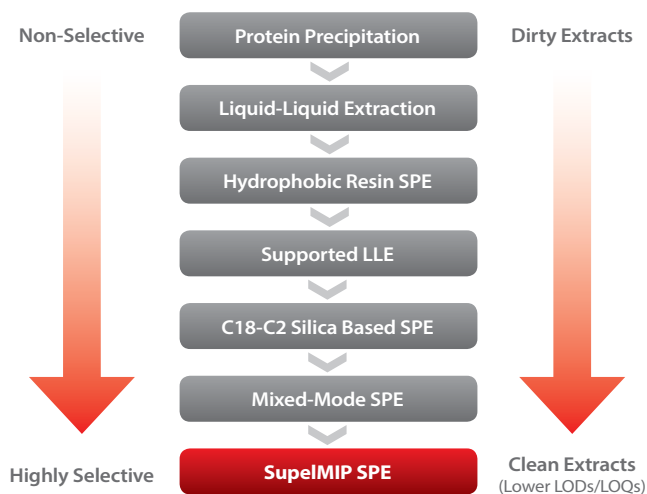 Non-Selective
Protein Precipitation
Dirty Extracts
Liquid-Liquid Extraction
Hydrophobic Resin SPE
Supported LLE
C18-C2 Silica Based SPE
Mixed-Mode SPE
Highly Selective
SupelMIP SPE
Clean Extracts
(Lower LODs/LOQs)